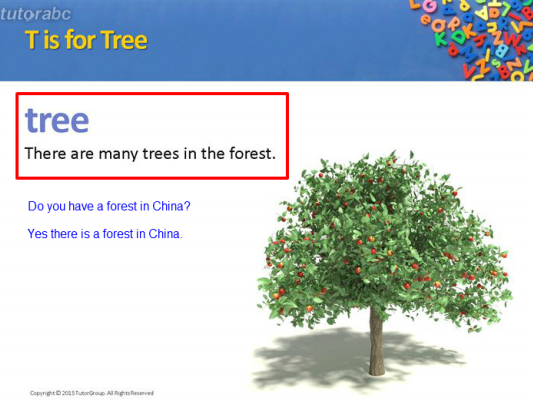 tutorabc
T is for Tree
tree
There are many trees in the forest.
Do you have a forest in China?
Yes there is a forest in China.
Copyright © 2015 TutorGroup. All Rights Reserved